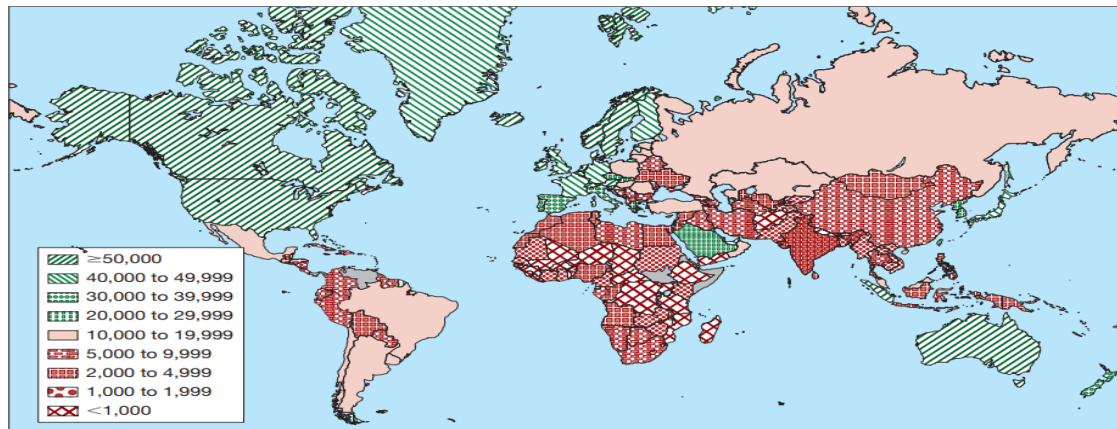 ≥50,000
40,000 to 49,999
30,000 to 39,999
20,000 to 29,999
10,000 to 19,999
5,000 to 9,999
2,000 to 4,999
1,000 to 1,999
<1,000